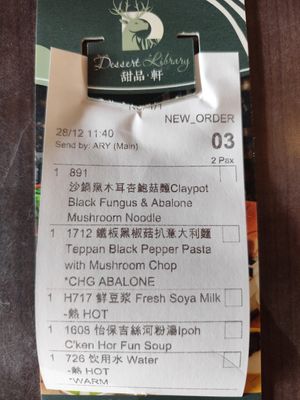 Dessert Library
甜品·軒
NEW_ORDER
28/12 11:40
03
Send by: ARY (Main)
2 Pax
1 891
沙鍋黑木耳杏鮑菇麵Claypot
Black Fungus & Abalone
Mushroom Noodle
1 1712 鐵板黑椒菇扒意大利麵
Teppan Black Pepper Pasta
with Mushroom Chop
*CHG ABALONE
1 H717 鮮豆浆 Fresh Soya Milk
-熱 HOT
1 1608 怡保吉絲河粉湯Ipoh
C'ken Hor Fun Soup
1 726 饮用水 Water
-熱 HOT
*WARM